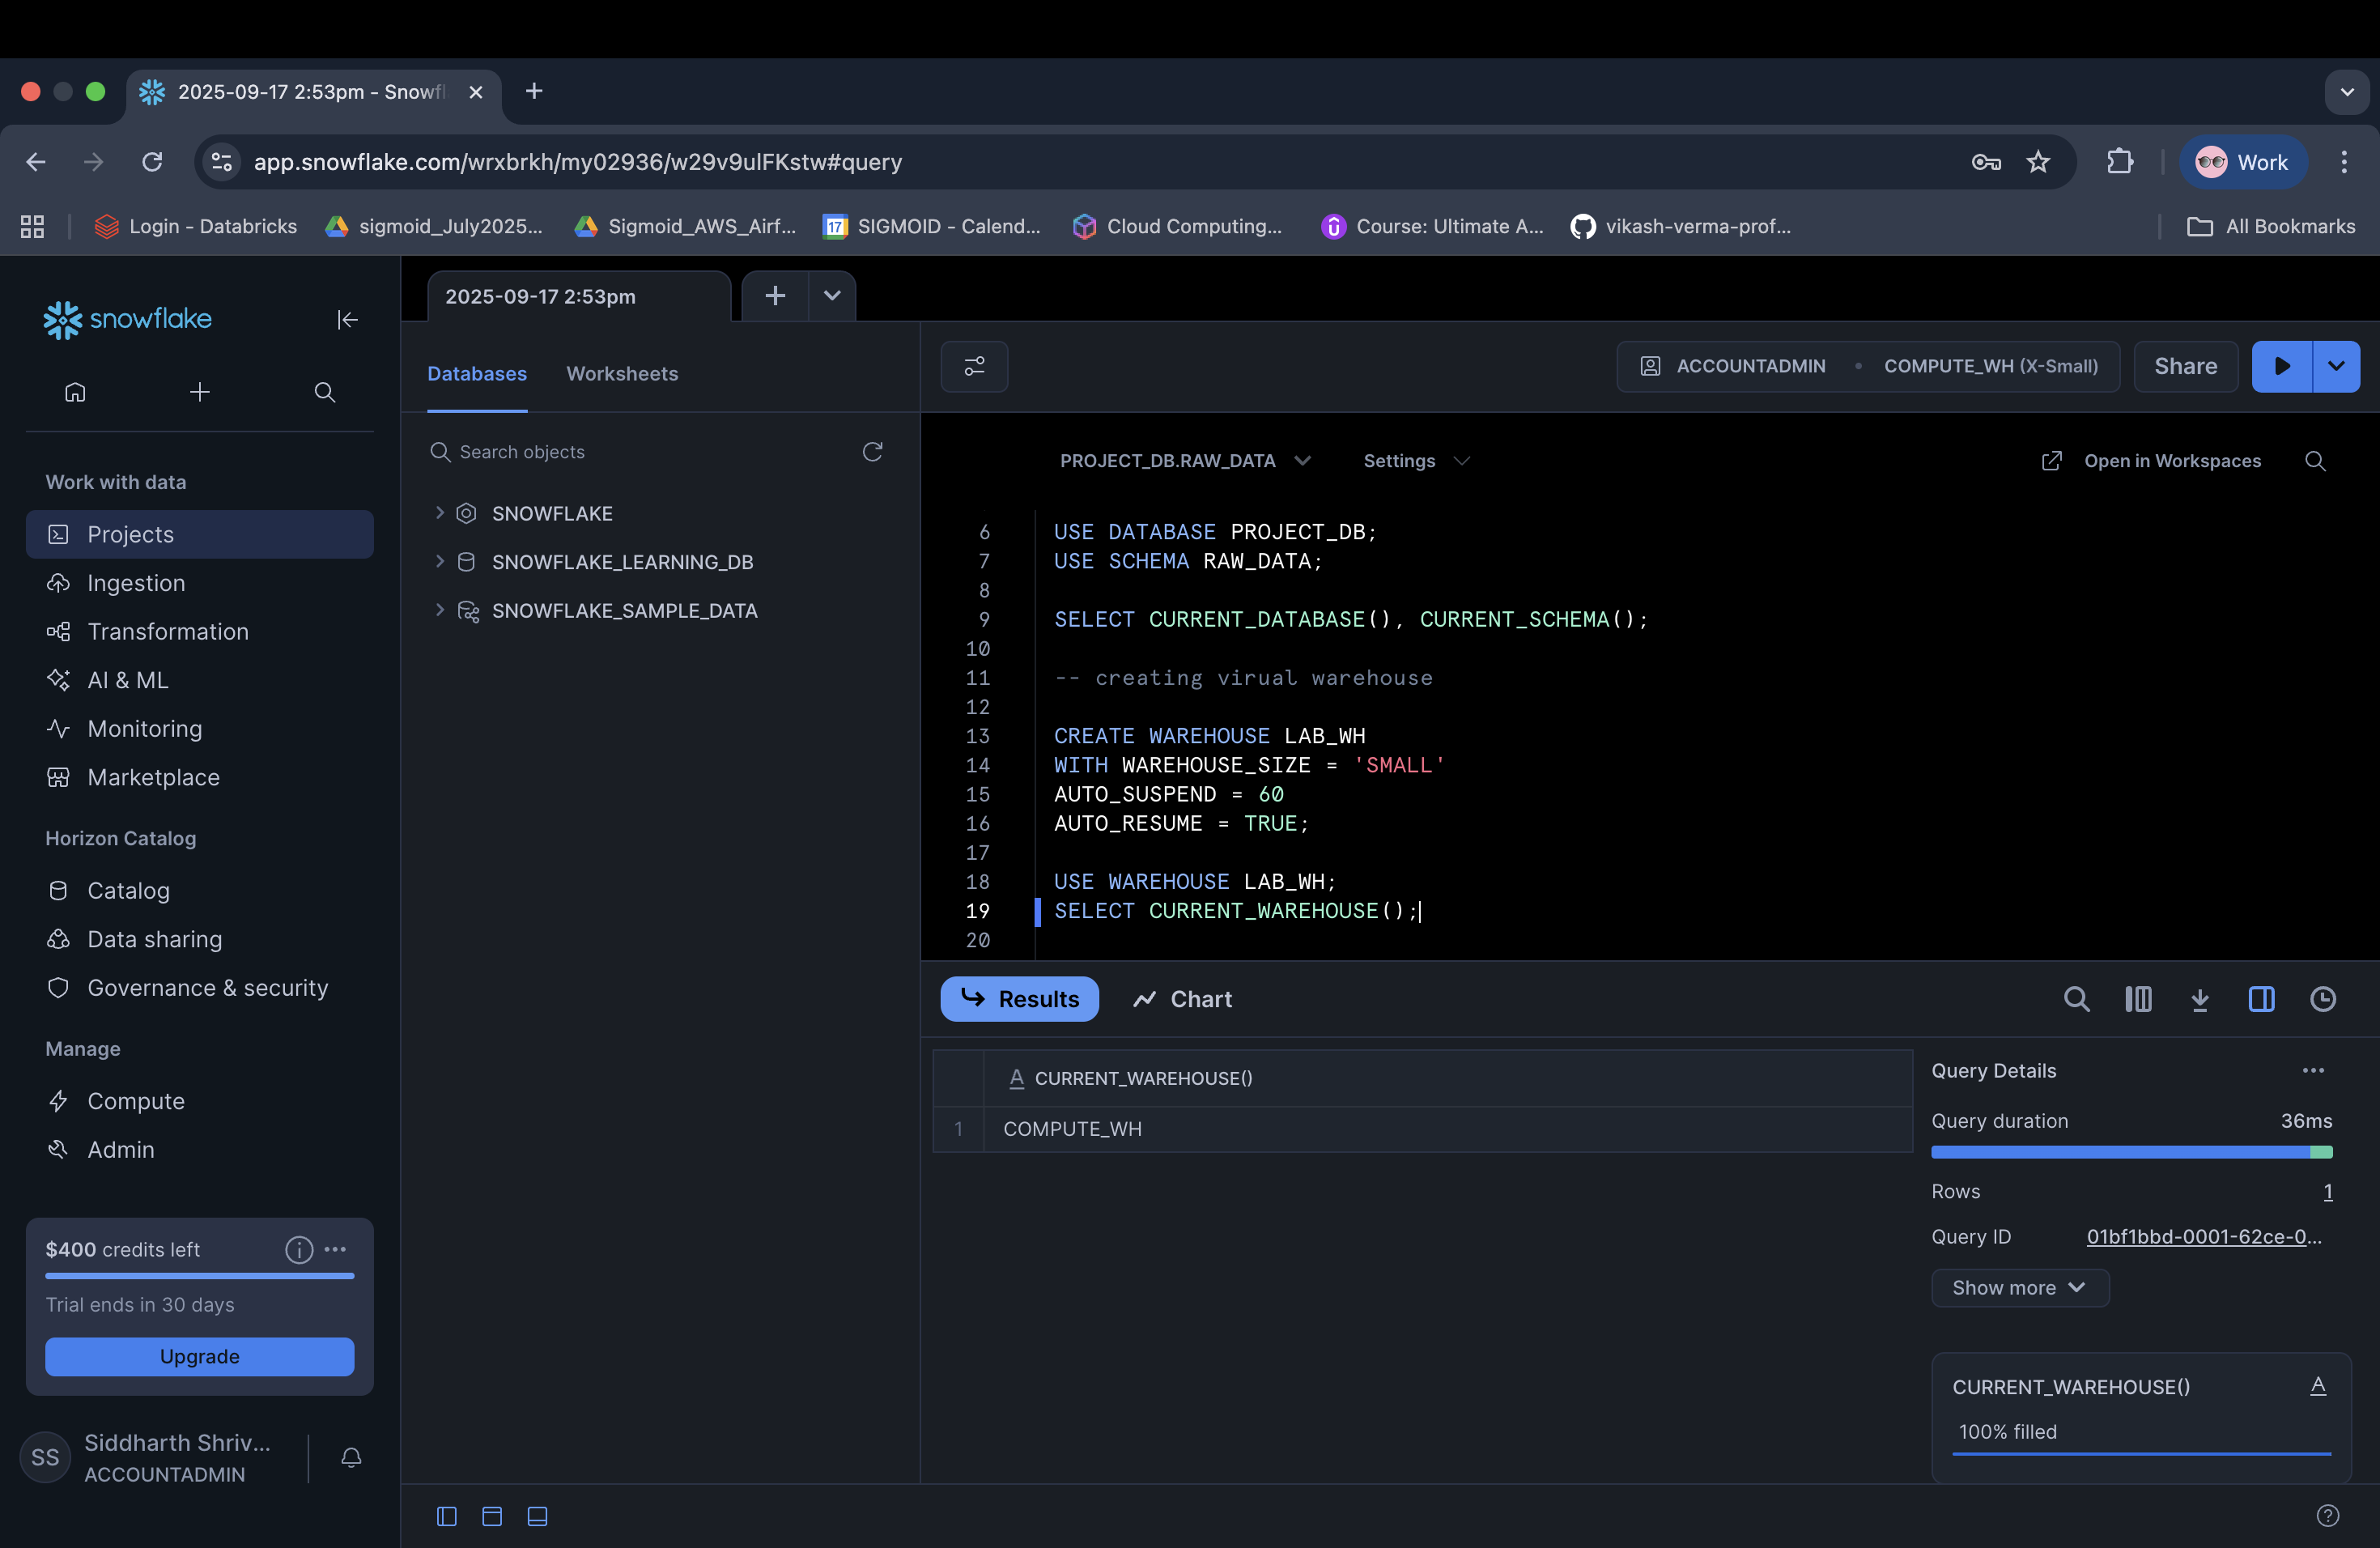 2025-09-17 2:53pm - Snowfl
app.snowflake.com/wrxbrkh/my02936/w29v9ulFKstw#query
Work
Login - Databricks
sigmoid_July2025...
Sigmoid_AWS_Airf...
17
SIGMOID - Calend...
Cloud Computing...
Course: Ultimate A...
vikash-verma-prof...
All Bookmarks
snowflake
Work with data
Projects
Ingestion
Transformation
AI & ML
Monitoring
Marketplace
Horizon Catalog
Catalog
Data sharing
Governance & security
Manage
Compute
Admin
$400 credits left
Trial ends in 30 days
Upgrade
SS
Siddharth Shriv...
ACCOUNTADMIN
2025-09-17 2:53pm
Databases
Worksheets
Search objects
SNOWFLAKE
SNOWFLAKE_LEARNING_DB
SNOWFLAKE_SAMPLE_DATA
ACCOUNTADMIN • COMPUTE_WH (X-Small)
Share
PROJECT_DB.RAW_DATA
Settings
Open in Workspaces
6 USE DATABASE PROJECT_DB;
7 USE SCHEMA RAW_DATA;
8
9 SELECT CURRENT_DATABASE(), CURRENT_SCHEMA();
10
11 -- creating virual warehouse
12
13 CREATE WAREHOUSE LAB_WH
14 WITH WAREHOUSE_SIZE = 'SMALL'
15 AUTO_SUSPEND = 60
16 AUTO_RESUME = TRUE;
17
18 USE WAREHOUSE LAB_WH;
19 SELECT CURRENT_WAREHOUSE();
20
Results
Chart
A CURRENT_WAREHOUSE()
1 COMPUTE_WH
Query Details
Query duration 36ms
Rows 1
Query ID 01bf1bbd-0001-62ce-0...
Show more
CURRENT_WAREHOUSE() A
100% filled